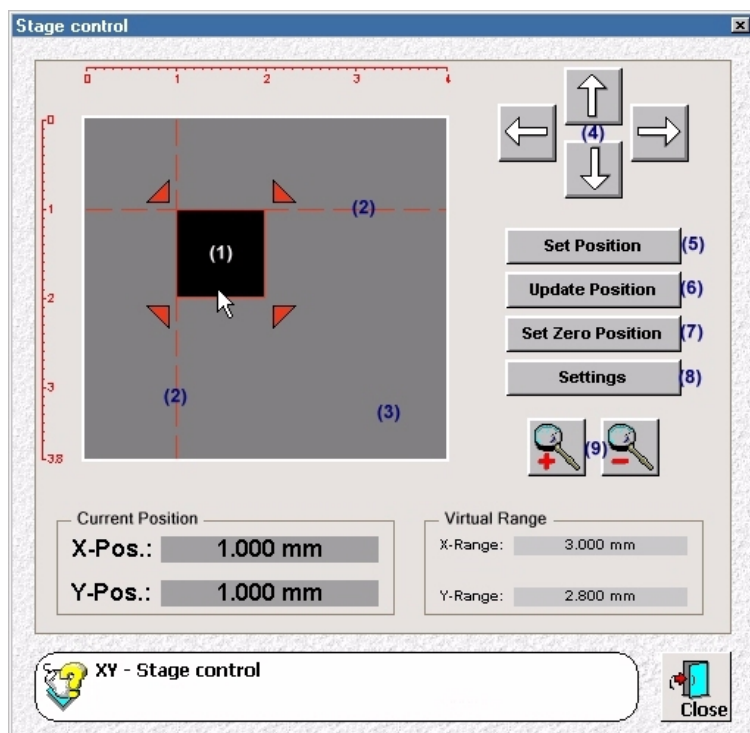 Stage control
0 1 2 3 4
0
1
2
3
3.8
(1)
(2)
(2)
(3)
(4)
Set Position (5)
Update Position (6)
Set Zero Position (7)
Settings (8)
(9)
Current Position
X-Pos.: 1.000 mm
Y-Pos.: 1.000 mm
Virtual Range
X-Range: 3.000 mm
Y-Range: 2.800 mm
XY - Stage control
Close